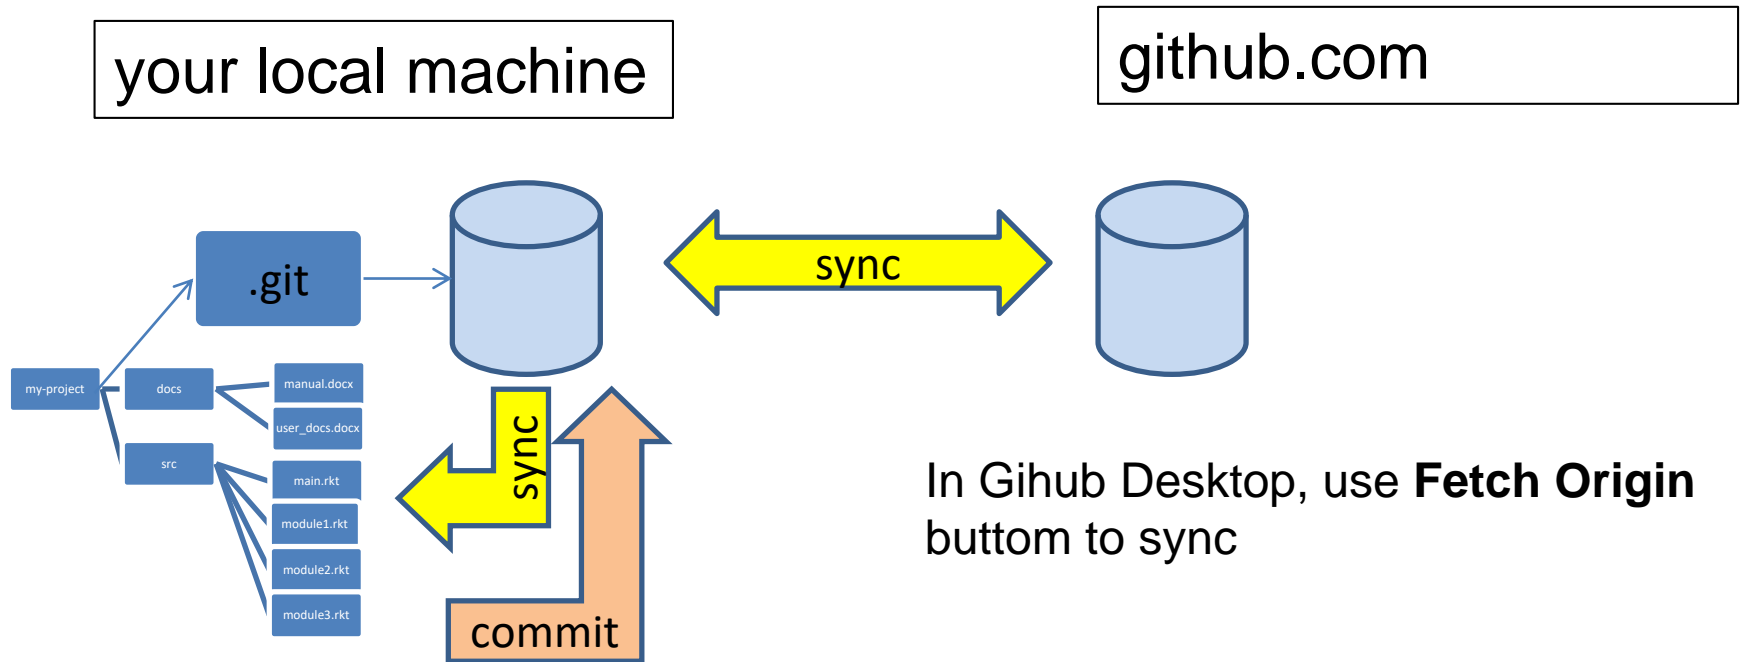 your local machine
github.com
.git
sync
my-project
docs
manual.docx
user_docs.docx
src
main.rkt
module1.rkt
module2.rkt
module3.rkt
sync
commit
In Gihub Desktop, use Fetch Origin
buttom to sync